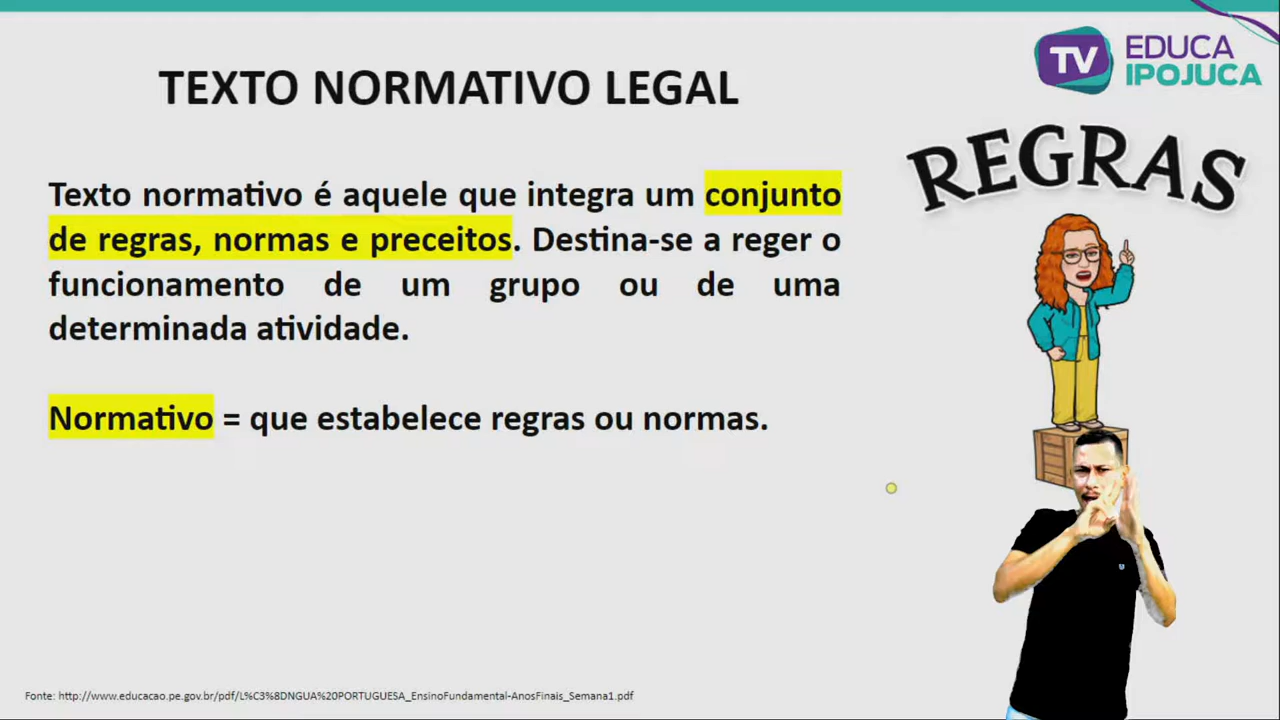 TV EDUCA
IPOJUCA
TEXTO NORMATIVO LEGAL
REGRAS
Texto normativo é aquele que integra um conjunto
de regras, normas e preceitos. Destina-se a reger o
funcionamento de um grupo ou de uma
determinada atividade.
Normativo = que estabelece regras ou normas.
Fonte: http://www.educacao.pe.gov.br/pdf/L%C3%8DNGUA%20PORTUGUESA_EnsinoFundamental-AnosFinais_Semana1.pdf